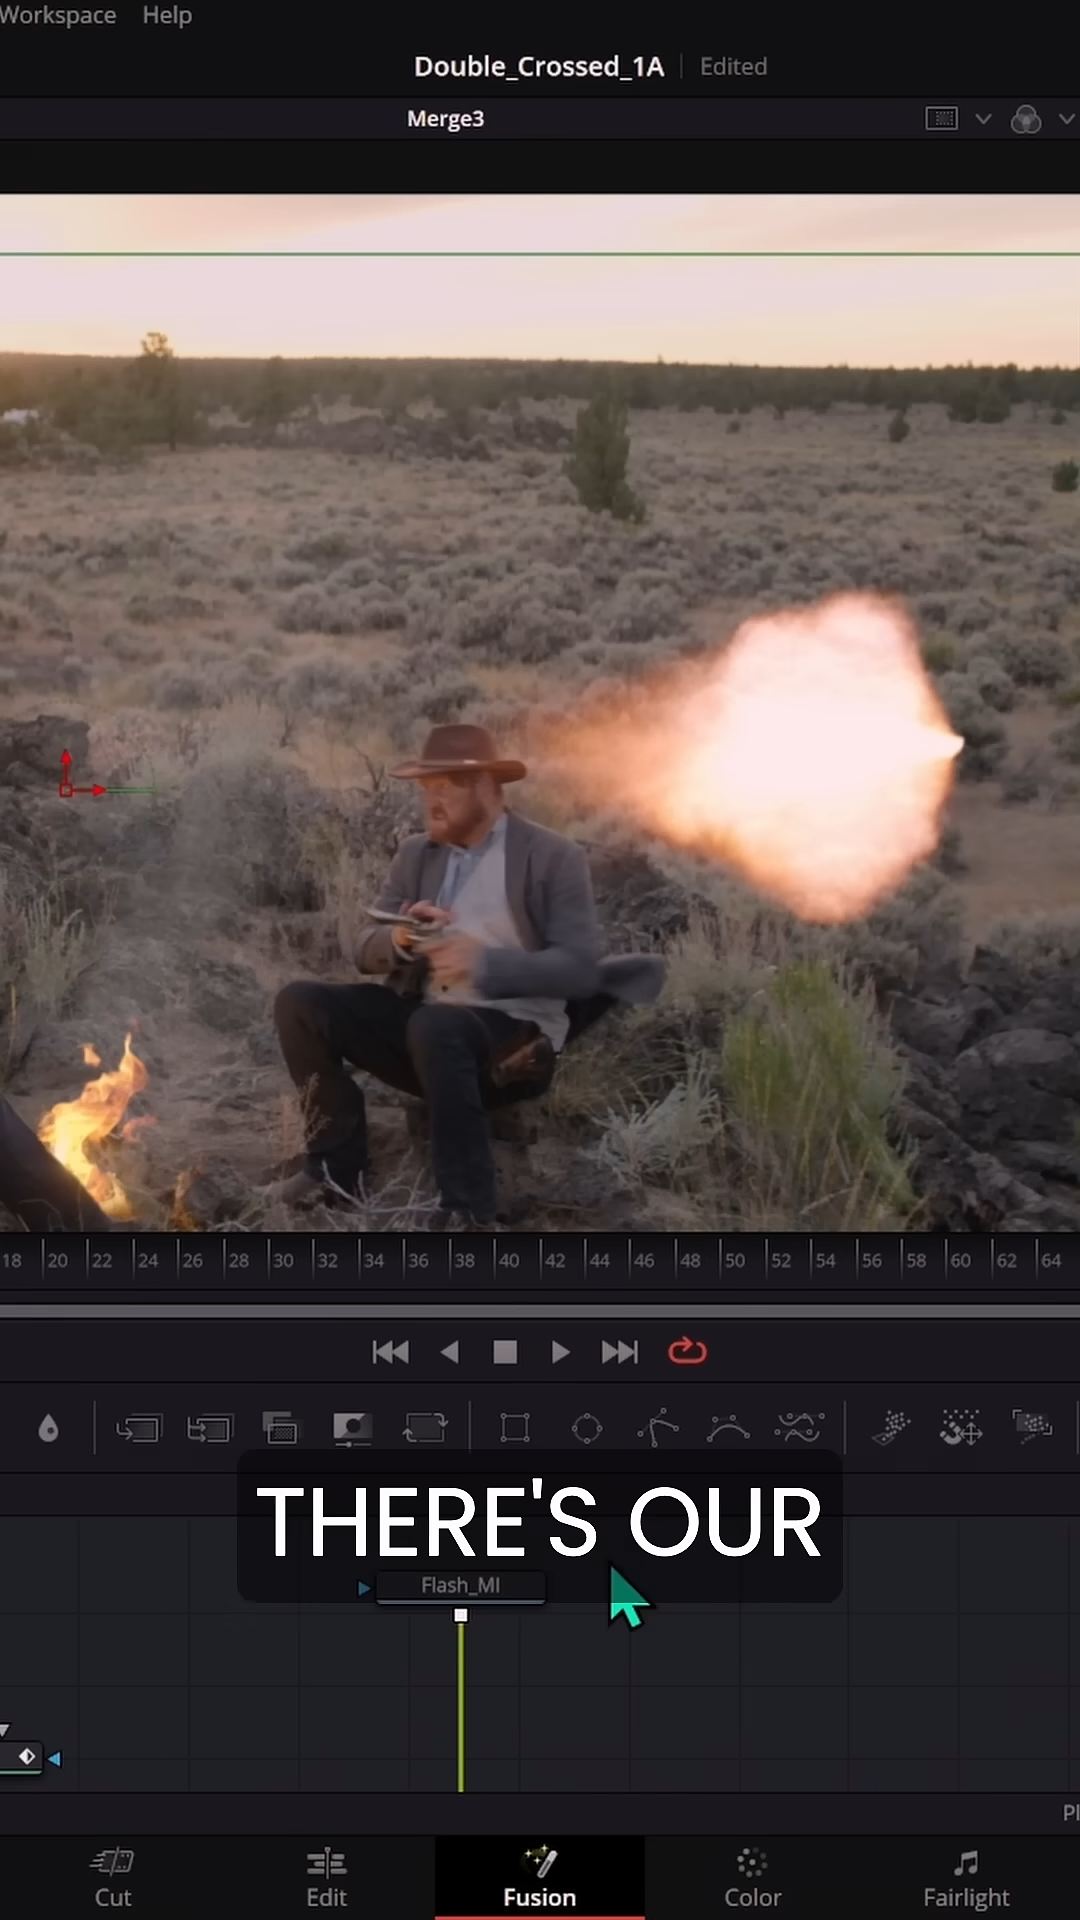 Workspace Help
Double_Crossed_1A Edited
Merge3
18 20 22 24 26 28 30 32 34 36 38 40 42 44 46 48 50 52 54 56 58 60 62 64
THERE'S OUR
Flash_MI
Pl
Cut Edit Fusion Color Fairlight